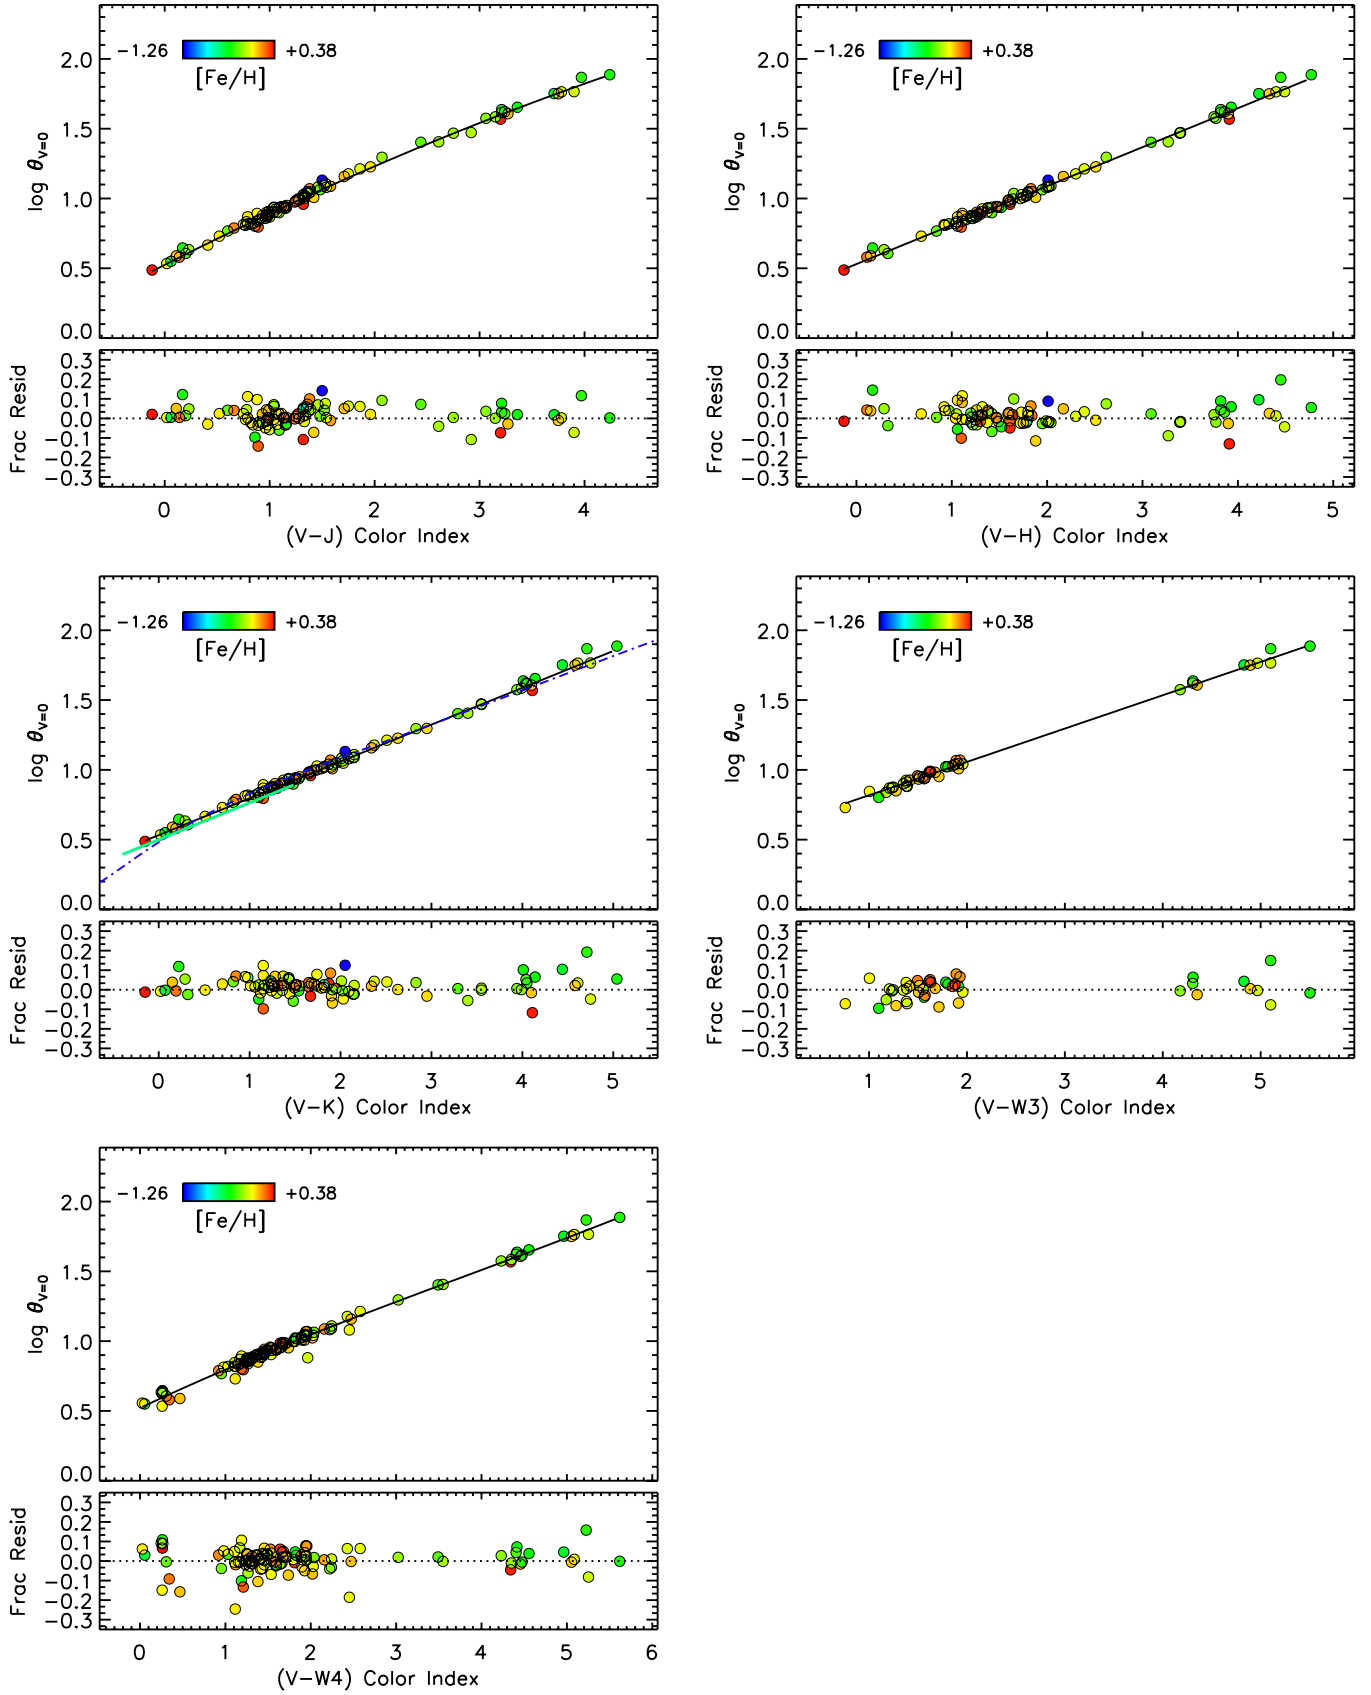 −1.26 +0.38
[Fe/H]
2.0
1.5
1.0
0.5
0.0
log θV=0
0.3
0.2
0.1
0.0
−0.1
−0.2
−0.3
Frac Resid
0 1 2 3 4
(V−J) Color Index
−1.26 +0.38
[Fe/H]
2.0
1.5
1.0
0.5
0.0
log θV=0
0.3
0.2
0.1
0.0
−0.1
−0.2
−0.3
Frac Resid
0 1 2 3 4 5
(V−H) Color Index
−1.26 +0.38
[Fe/H]
2.0
1.5
1.0
0.5
0.0
log θV=0
0.3
0.2
0.1
0.0
−0.1
−0.2
−0.3
Frac Resid
0 1 2 3 4 5
(V−K) Color Index
−1.26 +0.38
[Fe/H]
2.0
1.5
1.0
0.5
0.0
log θV=0
0.3
0.2
0.1
0.0
−0.1
−0.2
−0.3
Frac Resid
1 2 3 4 5
(V−W3) Color Index
−1.26 +0.38
[Fe/H]
2.0
1.5
1.0
0.5
0.0
log θV=0
0.3
0.2
0.1
0.0
−0.1
−0.2
−0.3
Frac Resid
0 1 2 3 4 5 6
(V−W4) Color Index